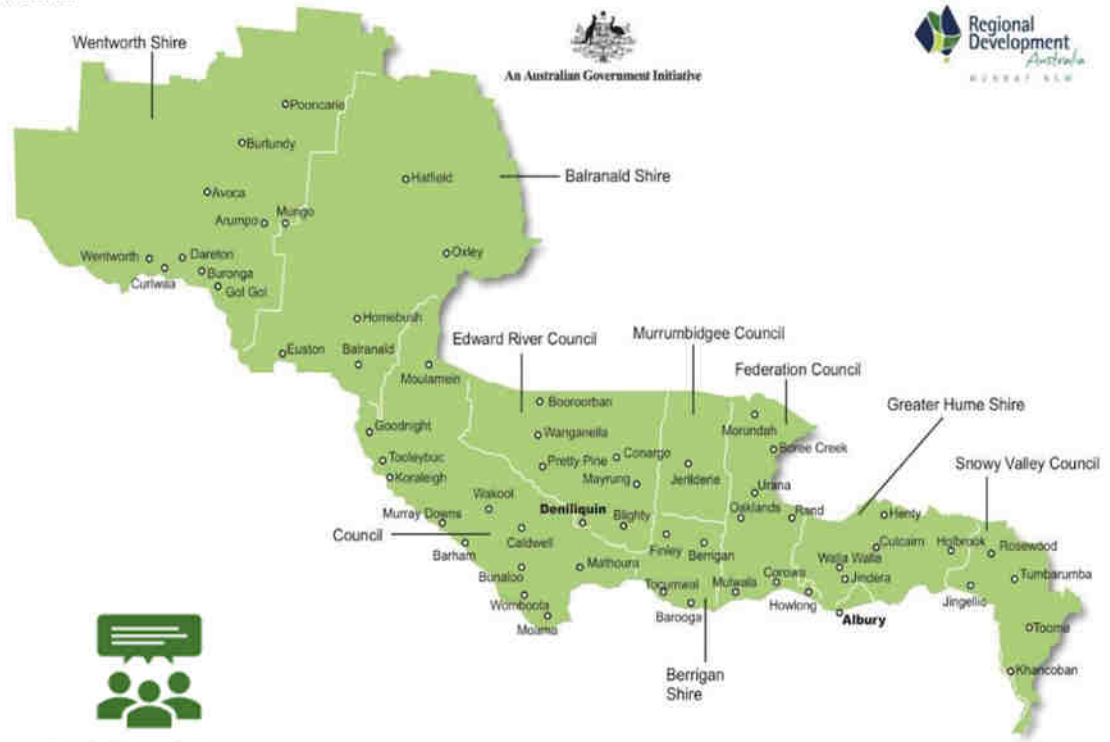 Wentworth Shire
An Australian Government Initiative
Regional
Development
Australia
MURRAY NSW
Pooncarie
Burtundy
Hatfield
Balranald Shire
Avoca
Arumpo
Mungo
Wentworth
Dareton
Curlwaa
Buronga
Gol Gol
Oxley
Homebush
Euston
Balranald
Moulamein
Edward River Council
Murrumbidgee Council
Federation Council
Greater Hume Shire
Snowy Valley Council
Booroorban
Morundah
Goodnight
Wanganella
Boree Creek
Tooleybuc
Pretty Pine
Conargo
Jerilderie
Koraleigh
Mayrung
Urana
Wakool
Murray Downs
Deniliquin
Blighty
Oaklands
Rand
Henty
Council
Caldwell
Finley
Berrigan
Culcairn
Holbrook
Rosewood
Barham
Mathoura
Walla Walla
Bunaloo
Tocumwal
Mulwala
Corowa
Jindera
Tumbarumba
Womboota
Barooga
Howlong
Jingellic
Moama
Albury
Tooma
Berrigan
Shire
Khancoban